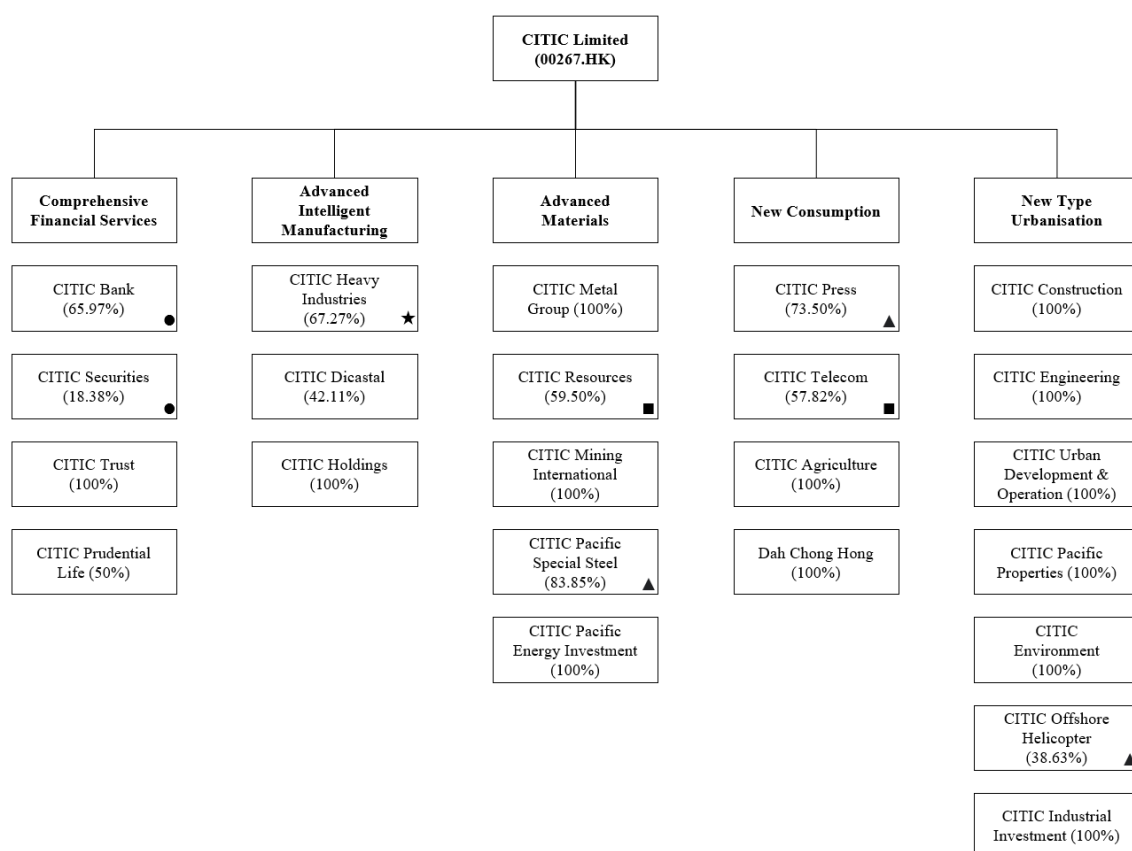 CITIC Limited
(00267.HK)
Comprehensive
Financial Services
CITIC Bank
(65.97%)
CITIC Securities
(18.38%)
CITIC Trust
(100%)
CITIC Prudential
Life (50%)
Advanced
Intelligent
Manufacturing
CITIC Heavy
Industries
(67.27%)
CITIC Dicastal
(42.11%)
CITIC Holdings
(100%)
Advanced
Materials
CITIC Metal
Group (100%)
CITIC Resources
(59.50%)
CITIC Mining
International
(100%)
CITIC Pacific
Special Steel
(83.85%)
CITIC Pacific
Energy Investment
(100%)
New Consumption
CITIC Press
(73.50%)
CITIC Telecom
(57.82%)
CITIC Agriculture
(100%)
Dah Chong Hong
(100%)
New Type
Urbanisation
CITIC Construction
(100%)
CITIC Engineering
(100%)
CITIC Urban
Development &
Operation (100%)
CITIC Pacific
Properties (100%)
CITIC
Environment
(100%)
CITIC Offshore
Helicopter
(38.63%)
CITIC Industrial
Investment (100%)